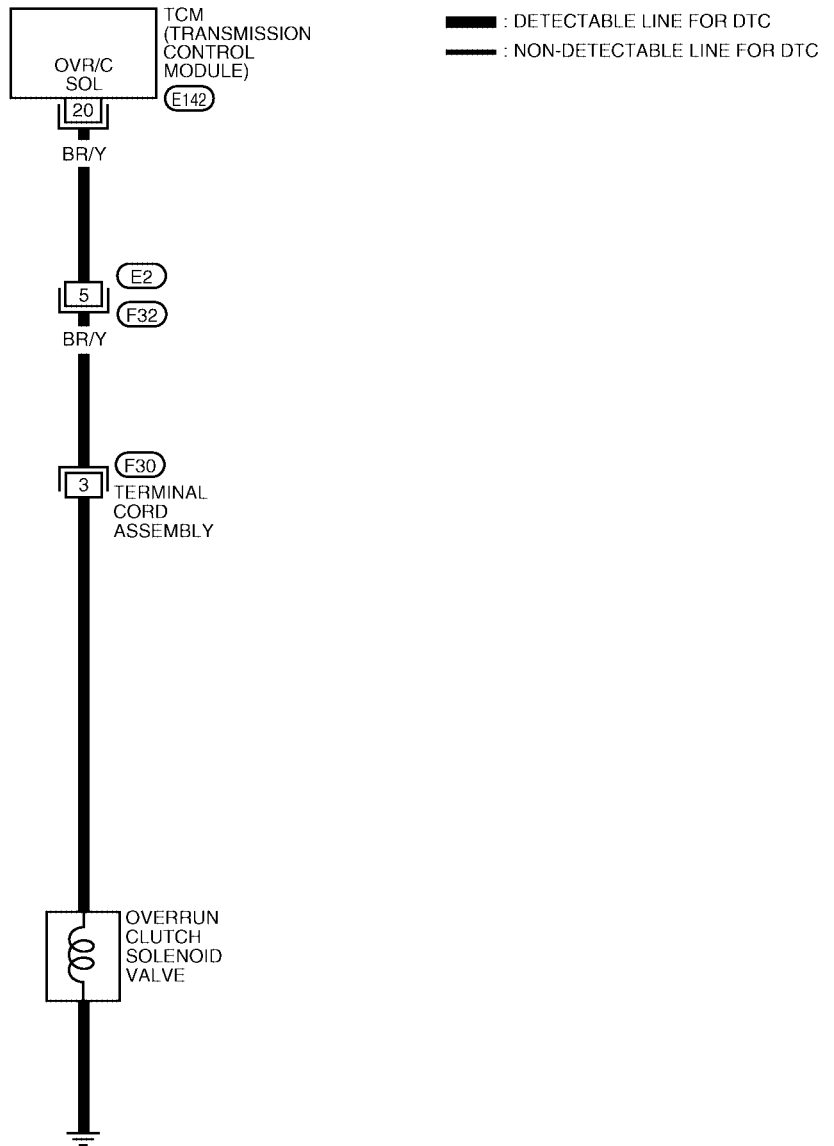 TCM
(TRANSMISSION
CONTROL
MODULE)
OVR/C
SOL
E142
20
BR/Y
: DETECTABLE LINE FOR DTC
: NON-DETECTABLE LINE FOR DTC
E2
5
F32
BR/Y
F30
3
TERMINAL
CORD
ASSEMBLY
OVERRUN
CLUTCH
SOLENOID
VALVE